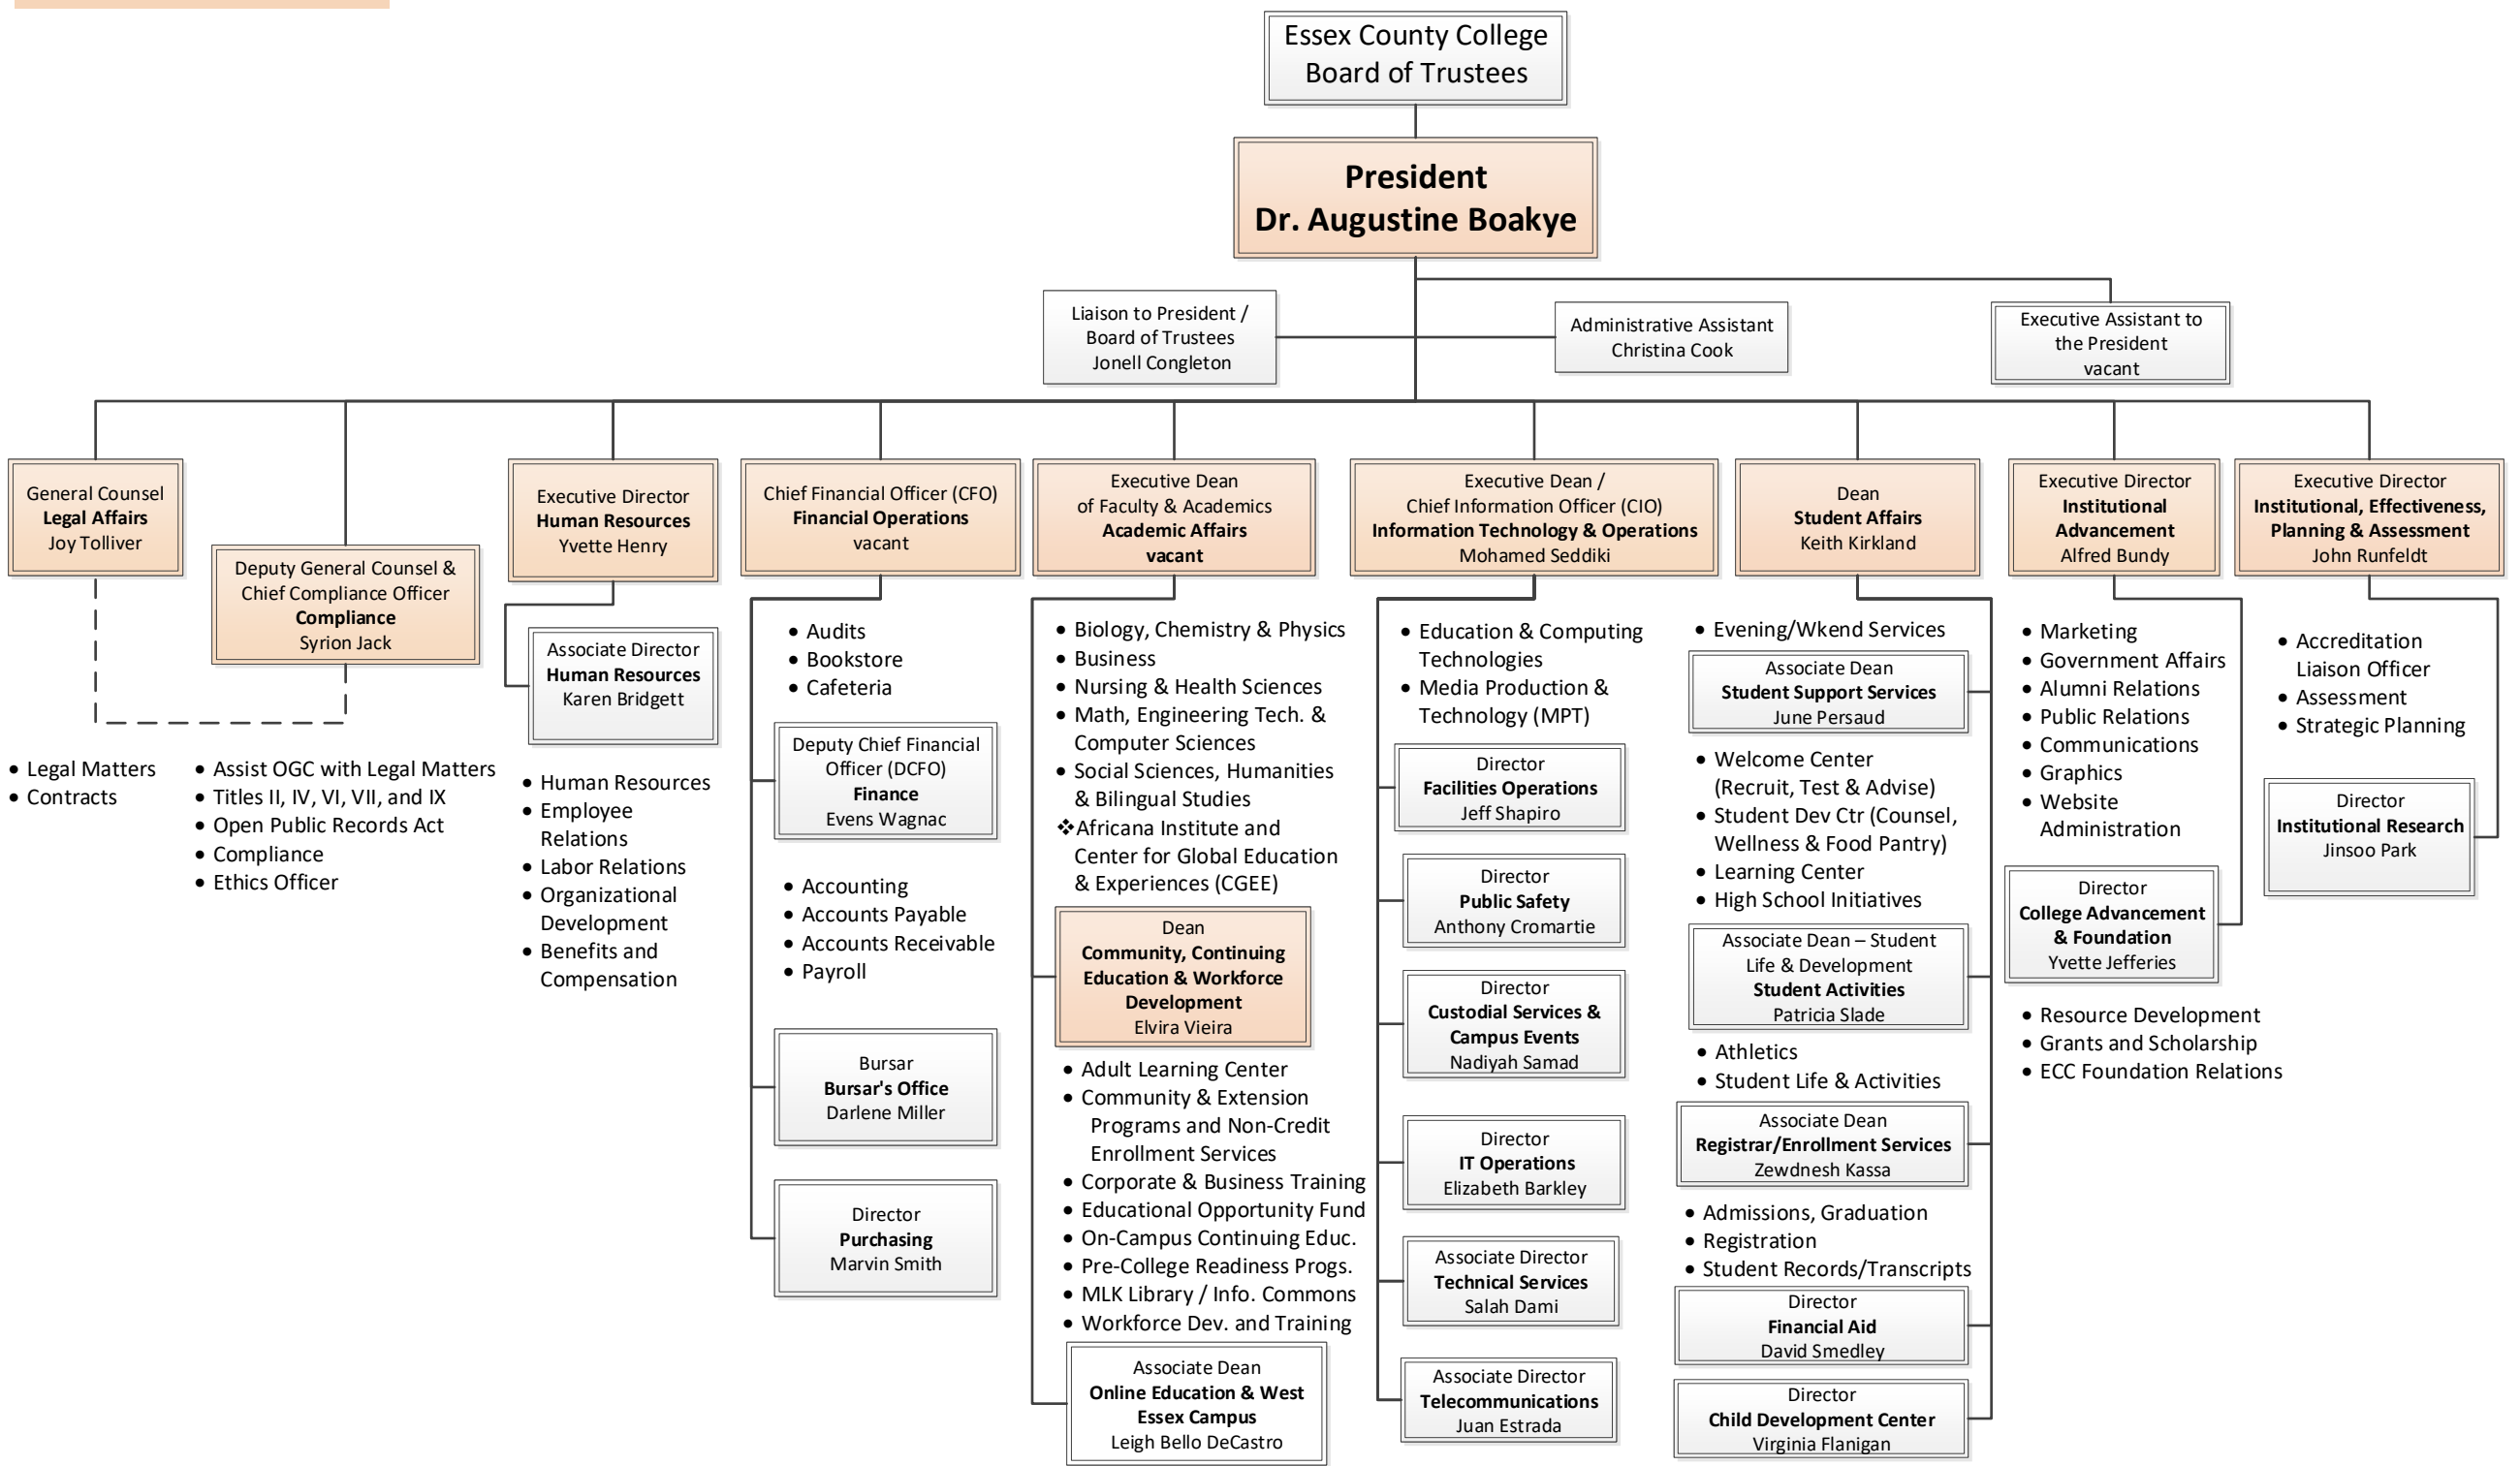 Essex County College
Board of Trustees
President
Dr. Augustine Boakye
Liaison to President /
Board of Trustees
Jonell Congleton
Administrative Assistant
Christina Cook
Executive Assistant to
the President
vacant
General Counsel
Legal Affairs
Joy Tolliver
Deputy General Counsel &
Chief Compliance Officer
Compliance
Syrion Jack
• Legal Matters
• Contracts
• Assist OGC with Legal Matters
• Titles II, IV, VI, VII, and IX
• Open Public Records Act
• Compliance
• Ethics Officer
Executive Director
Human Resources
Yvette Henry
Associate Director
Human Resources
Karen Bridgett
• Human Resources
• Employee
Relations
• Labor Relations
• Organizational
Development
• Benefits and
Compensation
Chief Financial Officer (CFO)
Financial Operations
vacant
• Audits
• Bookstore
• Cafeteria
Deputy Chief Financial
Officer (DCFO)
Finance
Evens Wagnac
• Accounting
• Accounts Payable
• Accounts Receivable
• Payroll
Bursar
Bursar's Office
Darlene Miller
Director
Purchasing
Marvin Smith
Executive Dean
of Faculty & Academics
Academic Affairs
vacant
• Biology, Chemistry & Physics
• Business
• Nursing & Health Sciences
• Math, Engineering Tech. &
Computer Sciences
• Social Sciences, Humanities
& Bilingual Studies
❖Africana Institute and
Center for Global Education
& Experiences (CGEE)
Dean
Community, Continuing
Education & Workforce
Development
Elvira Vieira
• Adult Learning Center
• Community & Extension
Programs and Non-Credit
Enrollment Services
• Corporate & Business Training
• Educational Opportunity Fund
• On-Campus Continuing Educ.
• Pre-College Readiness Progs.
• MLK Library / Info. Commons
• Workforce Dev. and Training
Associate Dean
Online Education & West
Essex Campus
Leigh Bello DeCastro
Executive Dean /
Chief Information Officer (CIO)
Information Technology & Operations
Mohamed Seddiki
• Education & Computing
Technologies
• Media Production &
Technology (MPT)
Director
Facilities Operations
Jeff Shapiro
Director
Public Safety
Anthony Cromartie
Director
Custodial Services &
Campus Events
Nadiyah Samad
Director
IT Operations
Elizabeth Barkley
Associate Director
Technical Services
Salah Dami
Associate Director
Telecommunications
Juan Estrada
Dean
Student Affairs
Keith Kirkland
• Evening/Wkend Services
Associate Dean
Student Support Services
June Persaud
• Welcome Center
(Recruit, Test & Advise)
• Student Dev Ctr (Counsel,
Wellness & Food Pantry)
• Learning Center
• High School Initiatives
Associate Dean – Student
Life & Development
Student Activities
Patricia Slade
• Athletics
• Student Life & Activities
Associate Dean
Registrar/Enrollment Services
Zewdnesh Kassa
• Admissions, Graduation
• Registration
• Student Records/Transcripts
Director
Financial Aid
David Smedley
Director
Child Development Center
Virginia Flanigan
Executive Director
Institutional
Advancement
Alfred Bundy
• Marketing
• Government Affairs
• Alumni Relations
• Public Relations
• Communications
• Graphics
• Website
Administration
Director
College Advancement
& Foundation
Yvette Jefferies
• Resource Development
• Grants and Scholarship
• ECC Foundation Relations
Executive Director
Institutional, Effectiveness,
Planning & Assessment
John Runfeldt
• Accreditation
Liaison Officer
• Assessment
• Strategic Planning
Director
Institutional Research
Jinsoo Park